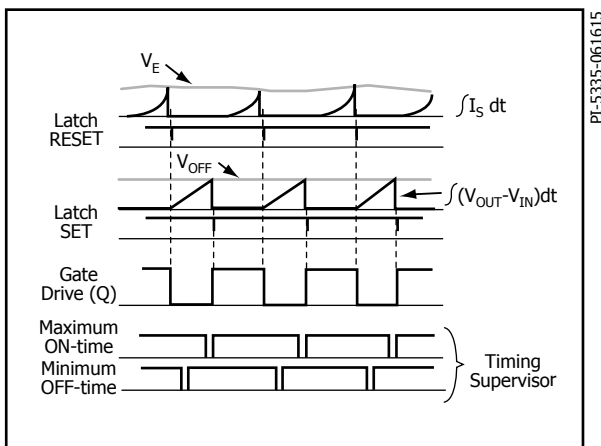 V_E
∫I_S dt
Latch
RESET
V_OFF
∫(V_OUT-V_IN)dt
Latch
SET
Gate
Drive (Q)
Maximum
ON-time
Minimum
OFF-time
Timing
Supervisor
PI-5335-061615